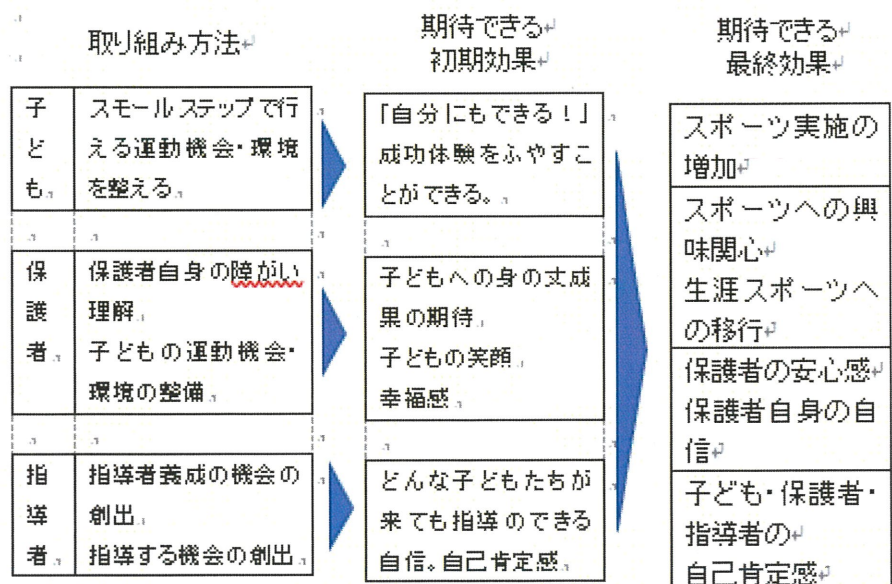 取り組み方法
期待できる
初期効果
期待できる
最終効果
子ども
スモールステップで行
える運動機会・環境
を整える
「自分にもできる!」
成功体験をふやすこ
とができる。
保護者
保護者自身の障がい
理解
子どもの運動機会・
環境の整備
子どもへの身の丈成
果の期待
子どもの笑顔
幸福感
指導者
指導者養成の機会の
創出
指導する機会の創出
どんな子どもたちが
来ても指導のできる
自信。自己肯定感
スポーツ実施の
増加
スポーツへの興
味関心
生涯スポーツへ
の移行
保護者の安心感
保護者自身の自
信
子ども・保護者・
指導者の
自己肯定感